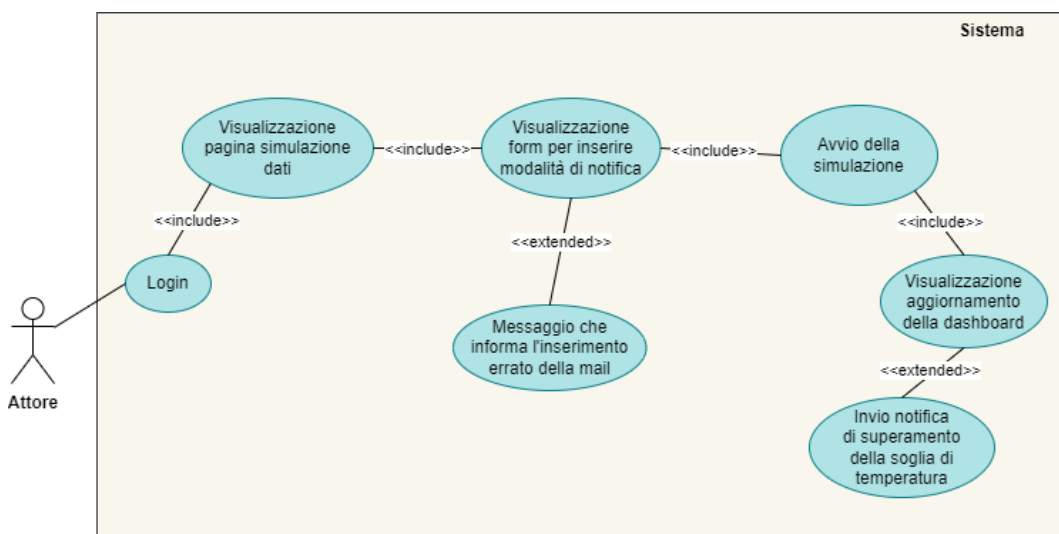 Sistema
Visualizzazione
pagina simulazione
dati
<<include>>
Visualizzazione
form per inserire
modalità di notifica
<<include>>
Avvio della
simulazione
<<include>>
<<include>>
<<extended>>
Login
Visualizzazione
aggiornamento
della dashboard
Messaggio che
informa l'inserimento
errato della mail
<<extended>>
Attore
Invio notifica
di superamento
della soglia di
temperatura